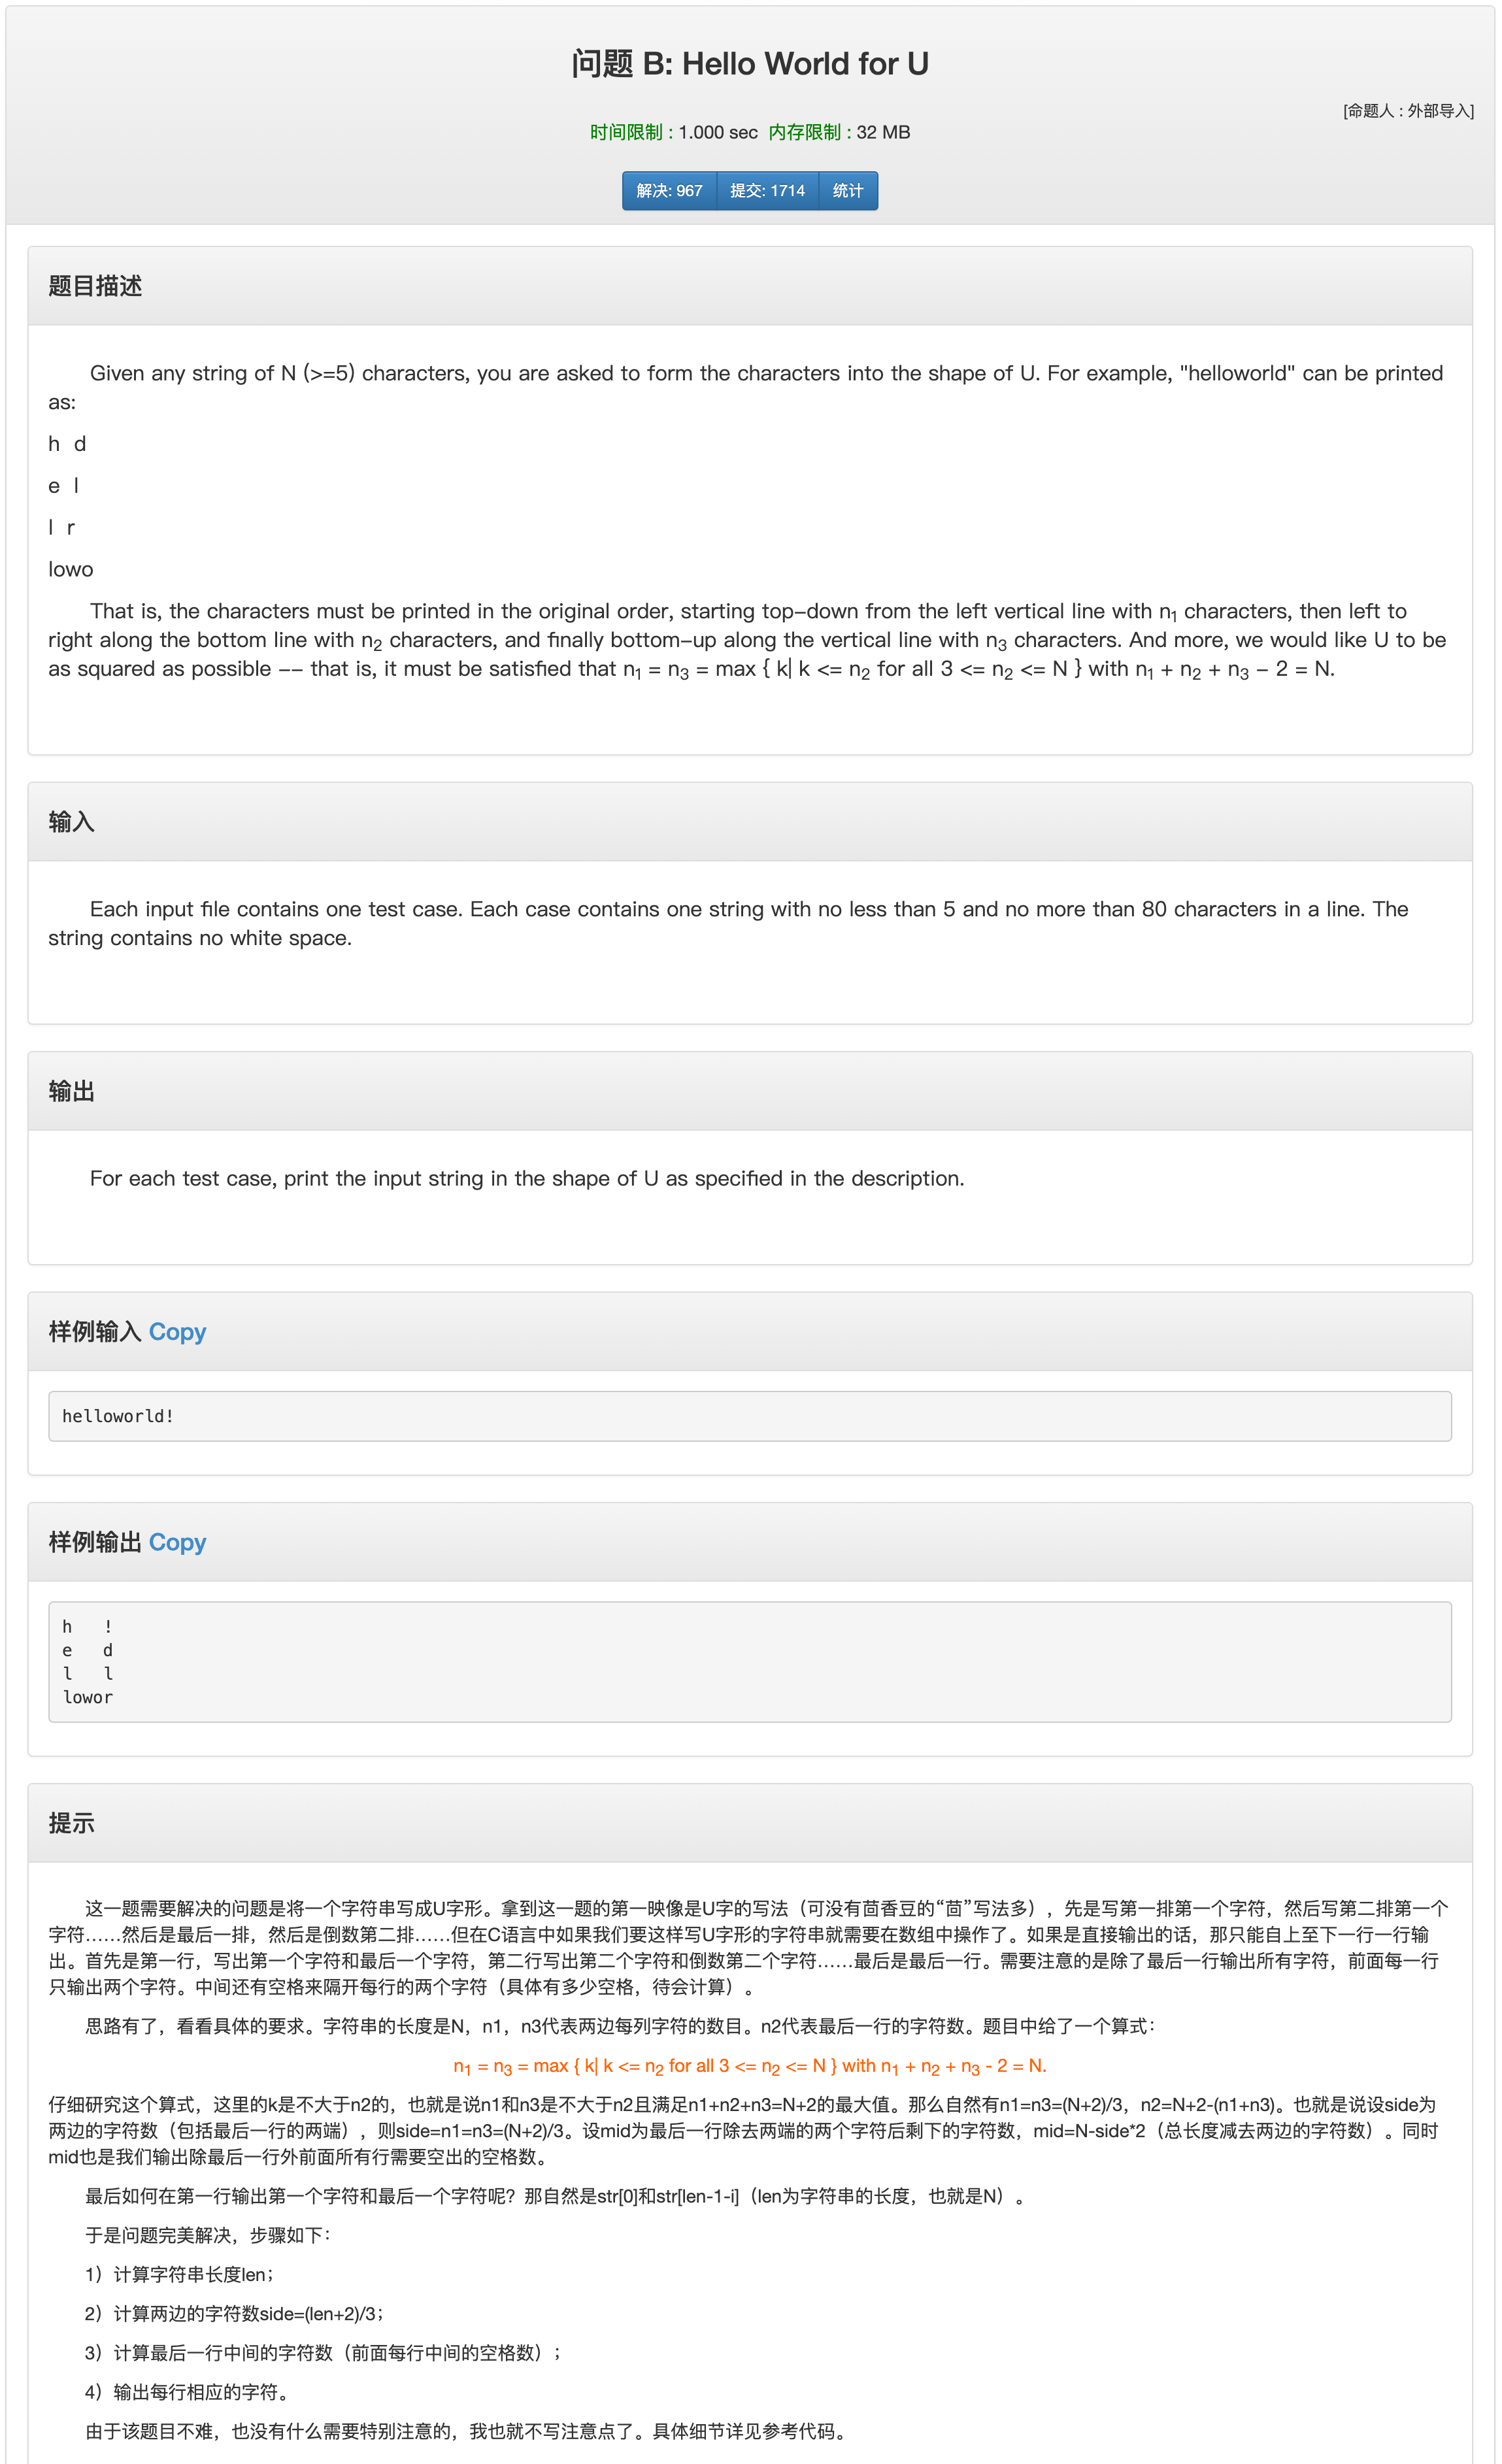 问题 B: Hello World for U
[命题人 : 外部导入]
时间限制 : 1.000 sec 内存限制 : 32 MB
解决: 967 提交: 1714 统计
题目描述
Given any string of N (>=5) characters, you are asked to form the characters into the shape of U. For example, "helloworld" can be printed
as:
h  d
e  l
l  r
lowo
That is, the characters must be printed in the original order, starting top-down from the left vertical line with n1 characters, then left to
right along the bottom line with n2 characters, and finally bottom-up along the vertical line with n3 characters. And more, we would like U to be
as squared as possible -- that is, it must be satisfied that n1 = n3 = max { k| k <= n2 for all 3 <= n2 <= N } with n1 + n2 + n3 - 2 = N.
输入
Each input file contains one test case. Each case contains one string with no less than 5 and no more than 80 characters in a line. The
string contains no white space.
输出
For each test case, print the input string in the shape of U as specified in the description.
样例输入 Copy
helloworld!
样例输出 Copy
h   !
e   d
l   l
lowor
提示
这一题需要解决的问题是将一个字符串写成U字形。拿到这一题的第一映像是U字的写法（可没有茴香豆的“茴”写法多），先是写第一排第一个字符，然后写第二排第一个
字符……然后是最后一排，然后是倒数第二排……但在C语言中如果我们要这样写U字形的字符串就需要在数组中操作了。如果是直接输出的话，那只能自上至下一行一行输
出。首先是第一行，写出第一个字符和最后一个字符，第二行写出第二个字符和倒数第二个字符……最后是最后一行。需要注意的是除了最后一行输出所有字符，前面每一行
只输出两个字符。中间还有空格来隔开每行的两个字符（具体有多少空格，待会计算）。
思路有了，看看具体的要求。字符串的长度是N，n1，n3代表两边每列字符的数目。n2代表最后一行的字符数。题目中给了一个算式：
n1 = n3 = max { k| k <= n2 for all 3 <= n2 <= N } with n1 + n2 + n3 - 2 = N.
仔细研究这个算式，这里的k是不大于n2的，也就是说n1和n3是不大于n2且满足n1+n2+n3=N+2的最大值。那么自然有n1=n3=(N+2)/3，n2=N+2-(n1+n3)。也就是说设side为
两边的字符数（包括最后一行的两端），则side=n1=n3=(N+2)/3。设mid为最后一行除去两端的两个字符后剩下的字符数，mid=N-side*2（总长度减去两边的字符数）。同时
mid也是我们输出除最后一行外前面所有行需要空出的空格数。
最后如何在第一行输出第一个字符和最后一个字符呢？那自然是str[0]和str[len-1-i]（len为字符串的长度，也就是N）。
于是问题完美解决，步骤如下：
1）计算字符串长度len；
2）计算两边的字符数side=(len+2)/3；
3）计算最后一行中间的字符数（前面每行中间的空格数）；
4）输出每行相应的字符。
由于该题目不难，也没有什么需要特别注意的，我也就不写注意点了。具体细节详见参考代码。